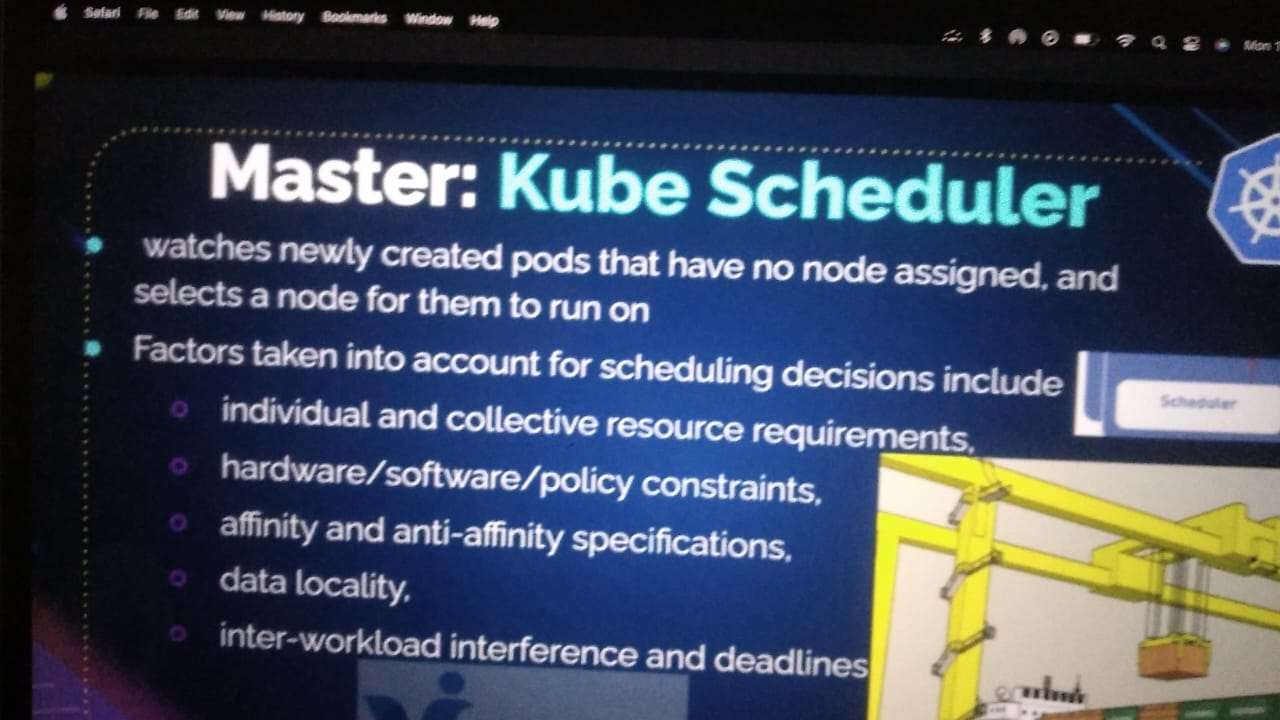 Safari File Edit View History Bookmarks Window Help
Mon 1
Master: Kube Scheduler
watches newly created pods that have no node assigned, and
selects a node for them to run on
Factors taken into account for scheduling decisions include
individual and collective resource requirements,
hardware/software/policy constraints,
affinity and anti-affinity specifications,
data locality,
inter-workload interference and deadlines
Scheduler